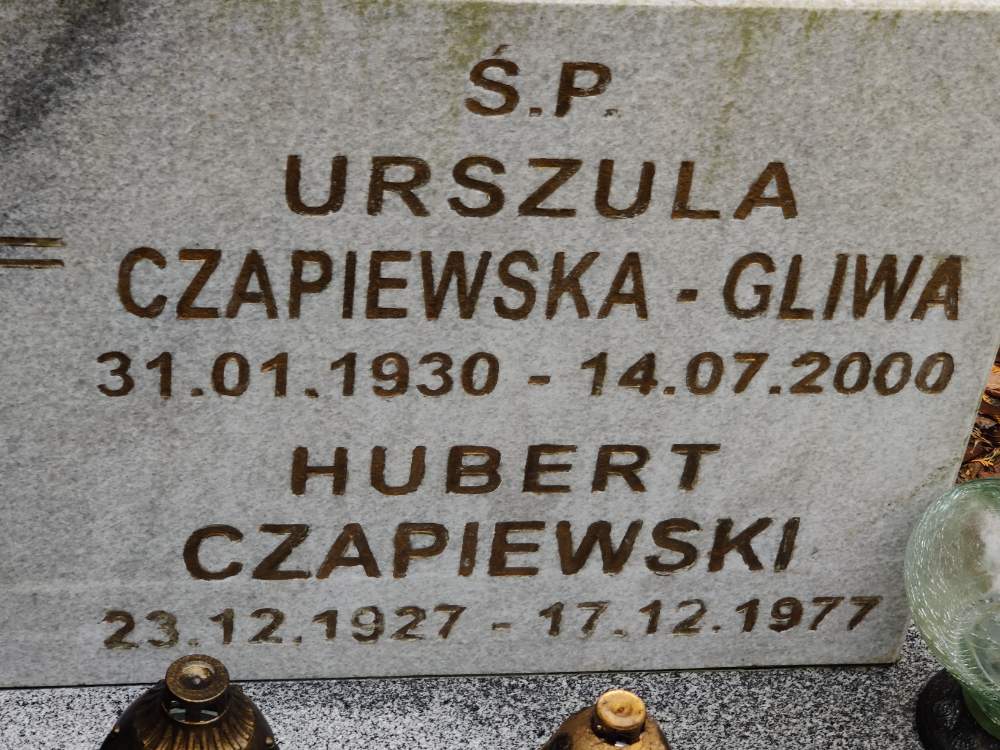 Ś.P.
URSZULA
CZAPIEWSKA - GLIWA
31.01.1930 - 14.07.2000
HUBERT
CZAPIEWSKI
23.12.1927 - 17.12.1977